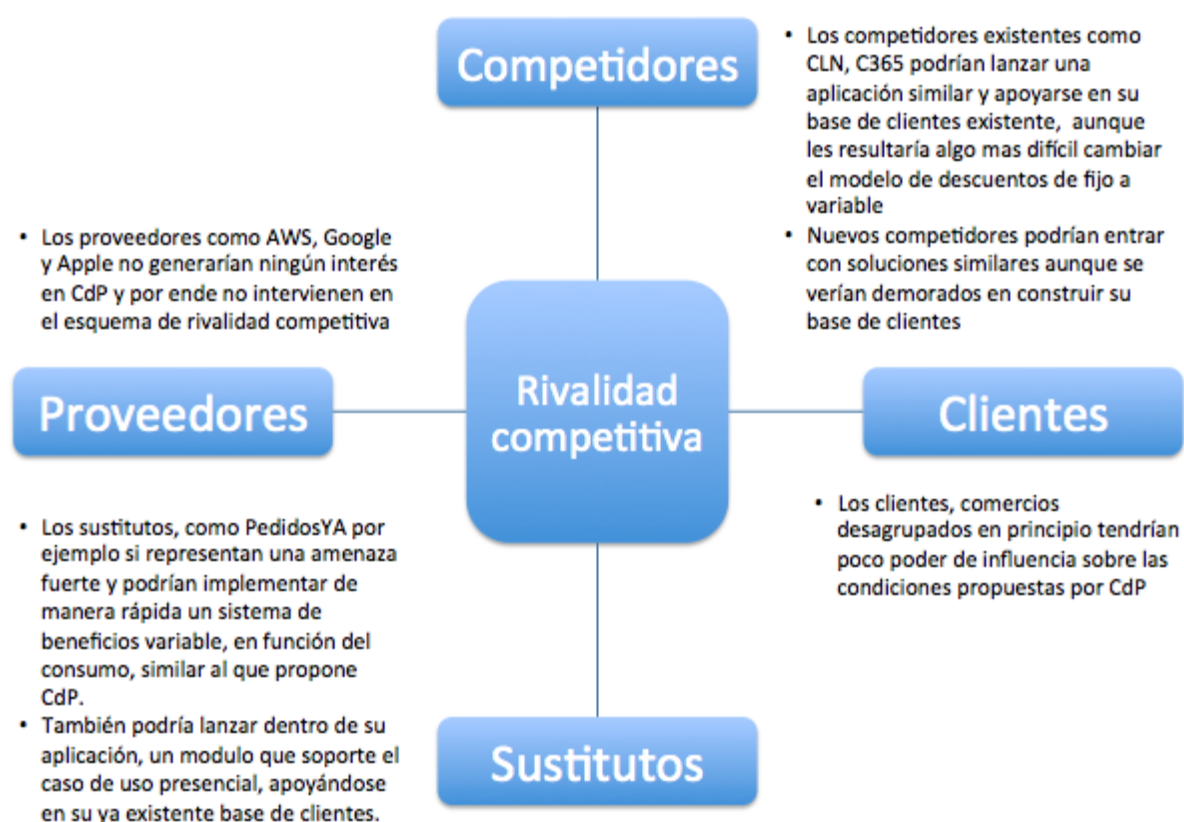 Competidores
• Los competidores existentes como
CLN, C365 podrían lanzar una
aplicación similar y apoyarse en su
base de clientes existente, aunque
les resultaría algo mas difícil cambiar
el modelo de descuentos de fijo a
variable
• Nuevos competidores podrían entrar
con soluciones similares aunque se
verían demorados en construir su
base de clientes
• Los proveedores como AWS, Google
y Apple no generarían ningún interés
en CdP y por ende no intervienen en
el esquema de rivalidad competitiva
Proveedores
Rivalidad
competitiva
Clientes
• Los clientes, comercios
desagrupados en principio tendrían
poco poder de influencia sobre las
condiciones propuestas por CdP
• Los sustitutos, como PedidosYA por
ejemplo si representan una amenaza
fuerte y podrían implementar de
manera rápida un sistema de
beneficios variable, en función del
consumo, similar al que propone
CdP.
• También podría lanzar dentro de su
aplicación, un modulo que soporte el
caso de uso presencial, apoyándose
en su ya existente base de clientes.
Sustitutos